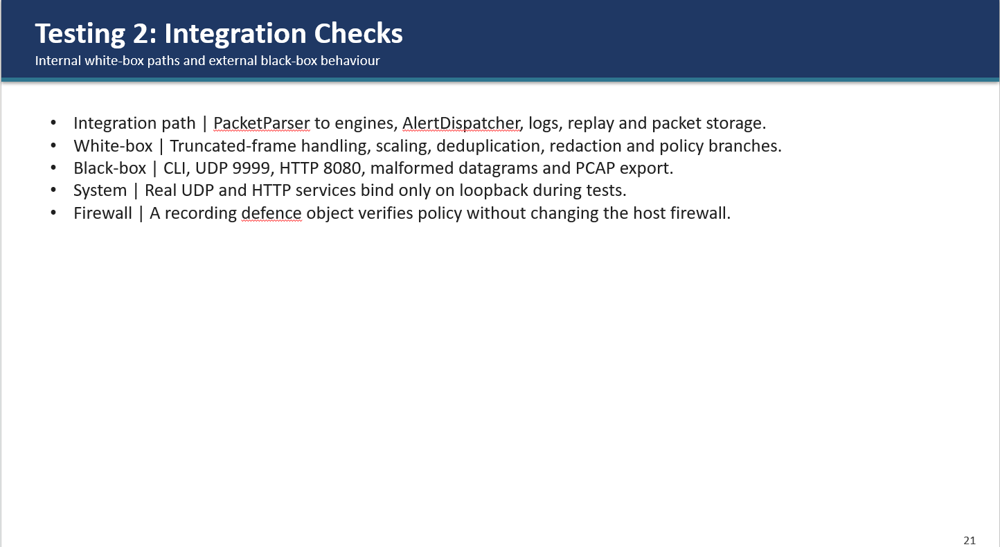 Testing 2: Integration Checks
Internal white-box paths and external black-box behaviour
• Integration path | PacketParser to engines, AlertDispatcher, logs, replay and packet storage.
• White-box | Truncated-frame handling, scaling, deduplication, redaction and policy branches.
• Black-box | CLI, UDP 9999, HTTP 8080, malformed datagrams and PCAP export.
• System | Real UDP and HTTP services bind only on loopback during tests.
• Firewall | A recording defence object verifies policy without changing the host firewall.
21